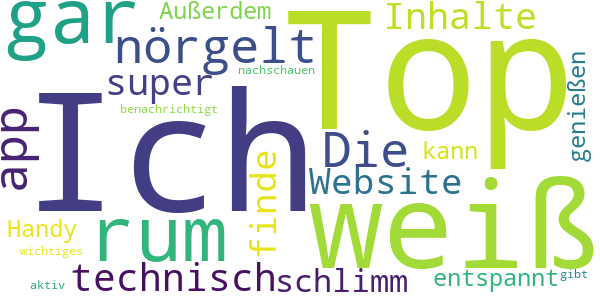 gar
Außerdem
Top
Inhalte
nörgelt
super
nachschauen
genießen
Ich
benachrichtigt
app
Die
kann
finde
Website
weiß
Handy
rum
wichtiges
technisch
schlimm
entspannt
gibt
aktiv